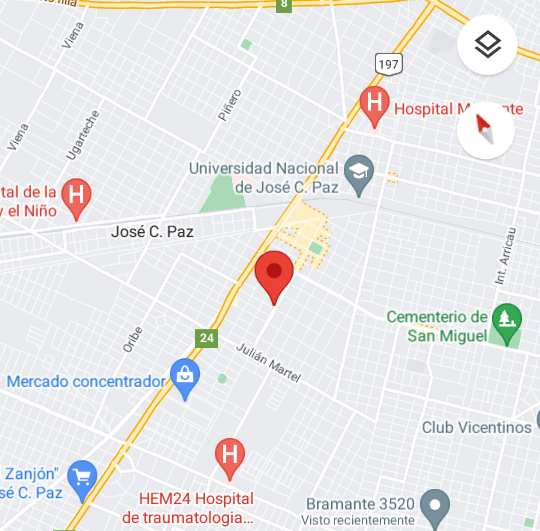 8
Viena
197
Piñero
Hospital M
nte
Ugarteche
Viena
Universidad Nacional
de José C. Paz
tal de la
y el Niño
José C. Paz
Int. Arricau
Cementerio de
San Miguel
24
Oribe
Julián Martel
Mercado concentrador
Club Vicentinos
Zanjón"
sé C. Paz
HEM24 Hospital
de traumatologia...
Bramante 3520
Visto recientemente